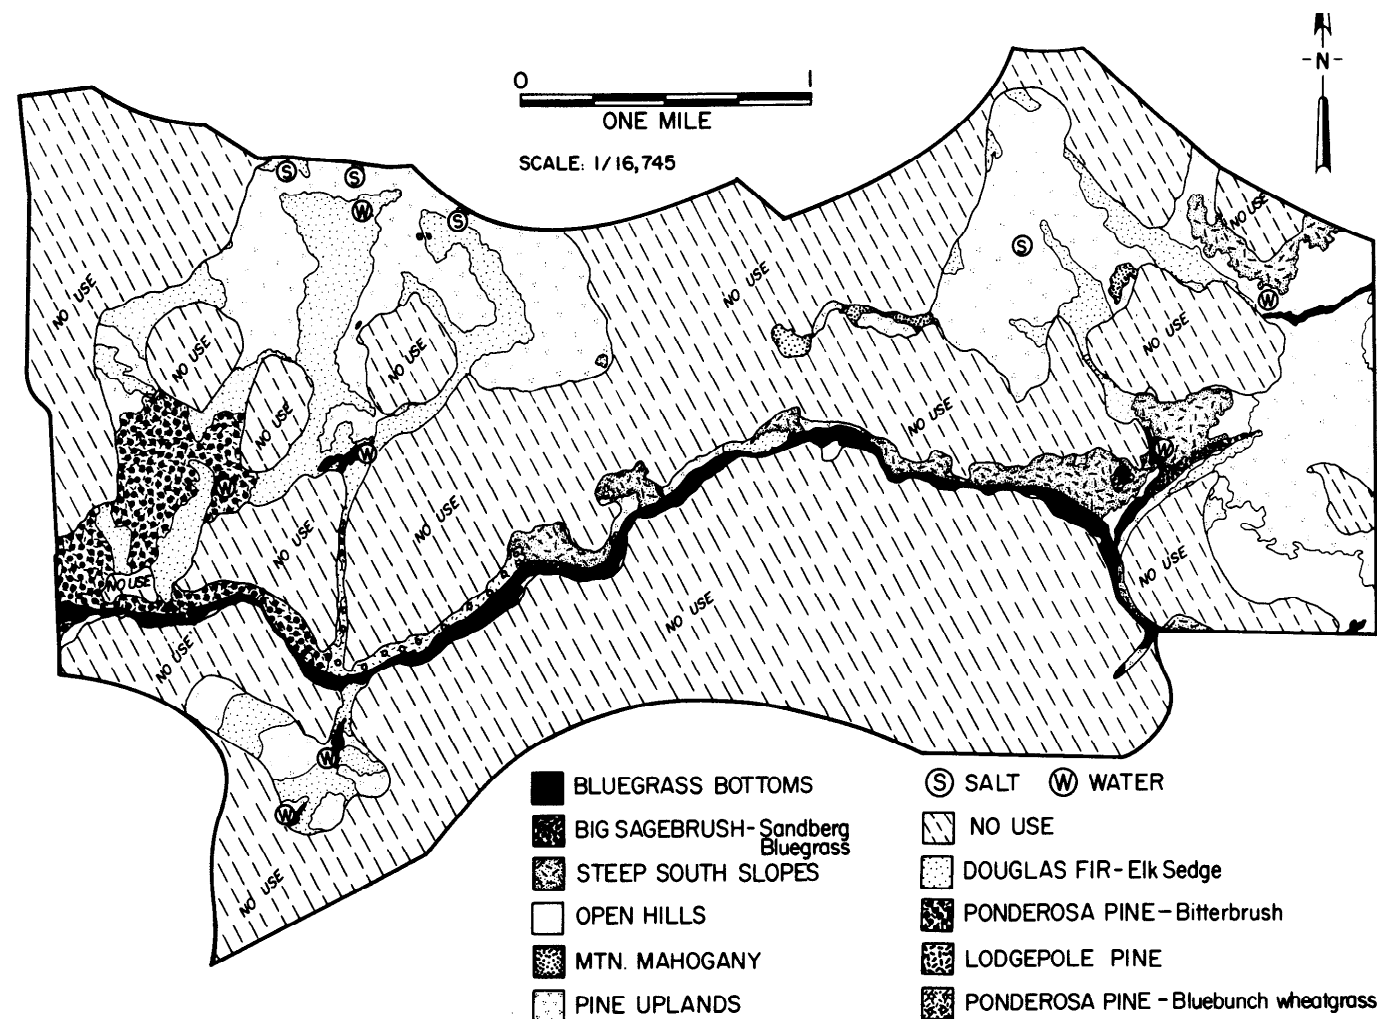 -N-
0 1
ONE MILE
SCALE: 1/16,745
S
S
W
S
NO USE
S
NO USE
NO USE
W
NO USE
NO USE
NO USE
NO USE
NO USE
NO USE
W
W
W
NO USE
NO USE
NO USE
NO USE
NO USE
NO USE
W
W
NO USE
BLUEGRASS BOTTOMS
BIG SAGEBRUSH-Sandberg
Bluegrass
STEEP SOUTH SLOPES
OPEN HILLS
MTN. MAHOGANY
PINE UPLANDS
S SALT W WATER
NO USE
DOUGLAS FIR-Elk Sedge
PONDEROSA PINE-Bitterbrush
LODGEPOLE PINE
PONDEROSA PINE-Bluebunch wheatgrass